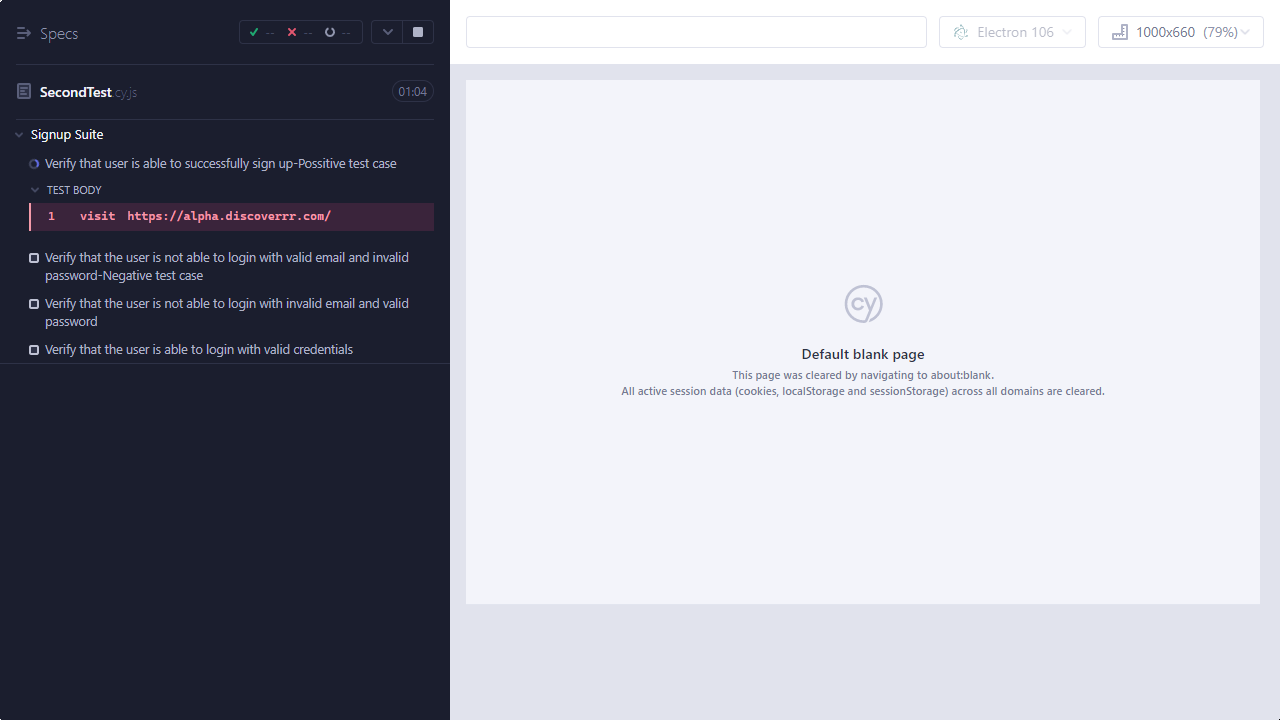 Specs
--
--
--
Electron 106
1000x660 (79%)
SecondTest.cy.js
01:04
Signup Suite
Verify that user is able to successfully sign up-Possitive test case
TEST BODY
1 visit https://alpha.discoverrr.com/
Verify that the user is not able to login with valid email and invalid
password-Negative test case
Verify that the user is not able to login with invalid email and valid
password
Verify that the user is able to login with valid credentials
cy
Default blank page
This page was cleared by navigating to about:blank.
All active session data (cookies, localStorage and sessionStorage) across all domains are cleared.